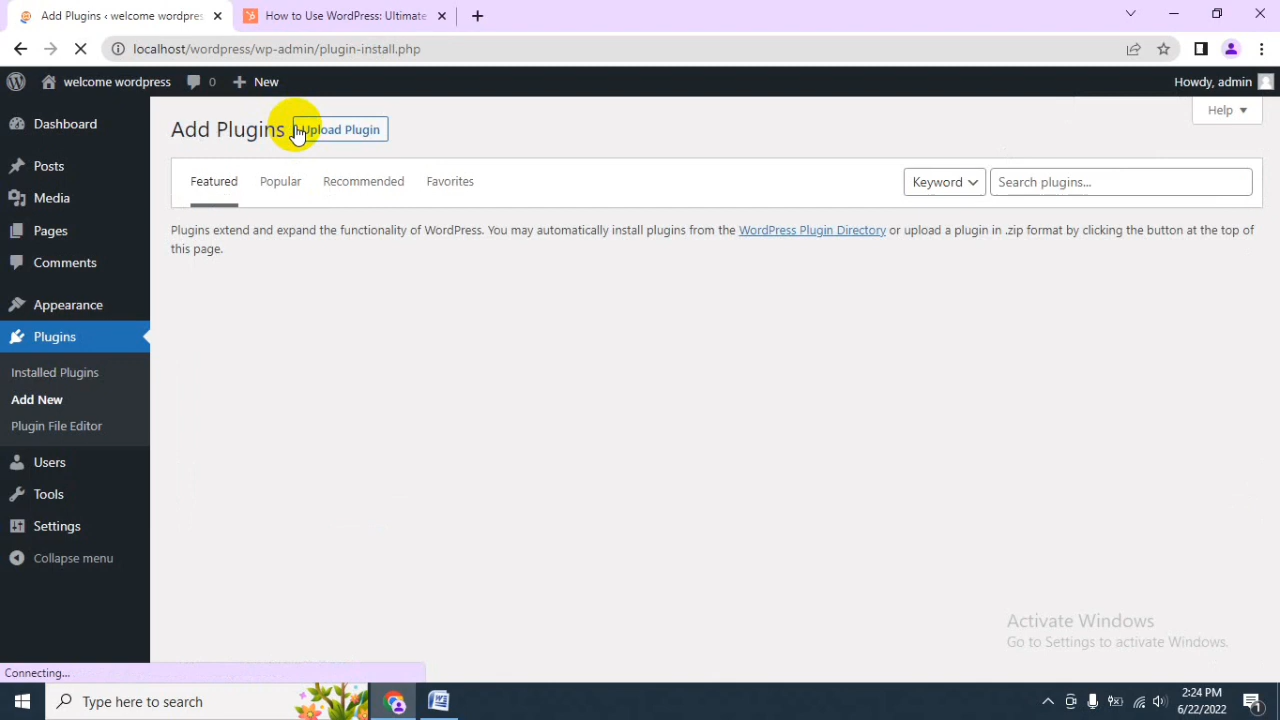 Add Plugins ‹ welcome wordpres
How to Use WordPress: Ultimate
localhost/wordpress/wp-admin/plugin-install.php
welcome wordpress
0
New
Howdy, admin
Dashboard
Posts
Media
Pages
Comments
Appearance
Plugins
Installed Plugins
Add New
Plugin File Editor
Users
Tools
Settings
Collapse menu
Add Plugins
Upload Plugin
Help
Featured
Popular
Recommended
Favorites
Keyword
Search plugins...
Plugins extend and expand the functionality of WordPress. You may automatically install plugins from the WordPress Plugin Directory or upload a plugin in .zip format by clicking the button at the top of
this page.
Activate Windows
Go to Settings to activate Windows.
Connecting...
Type here to search
2:24 PM
6/22/2022
1